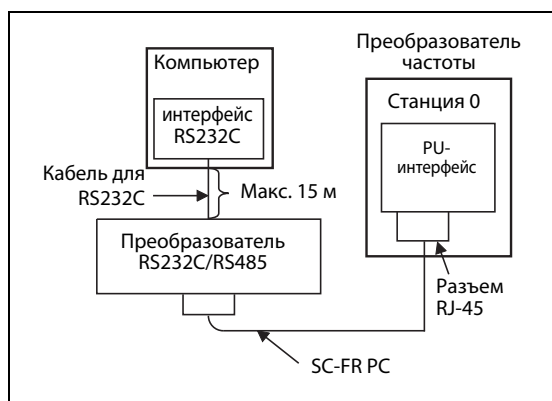 Компьютер
интерфейс
RS232C
Кабель для
RS232C
Макс. 15 м
Преобразователь
RS232C/RS485
SC-FR PC
Преобразователь
частоты
Станция 0
PU-
интерфейс
Разъем
RJ-45